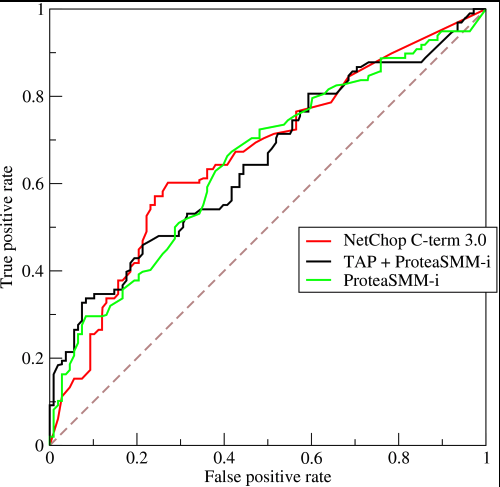 1
0.8
0.6
0.4
0.2
0
True positive rate
NetChop C-term 3.0
TAP + ProteaSMM-i
ProteaSMM-i
0 0.2 0.4 0.6 0.8 1
False positive rate